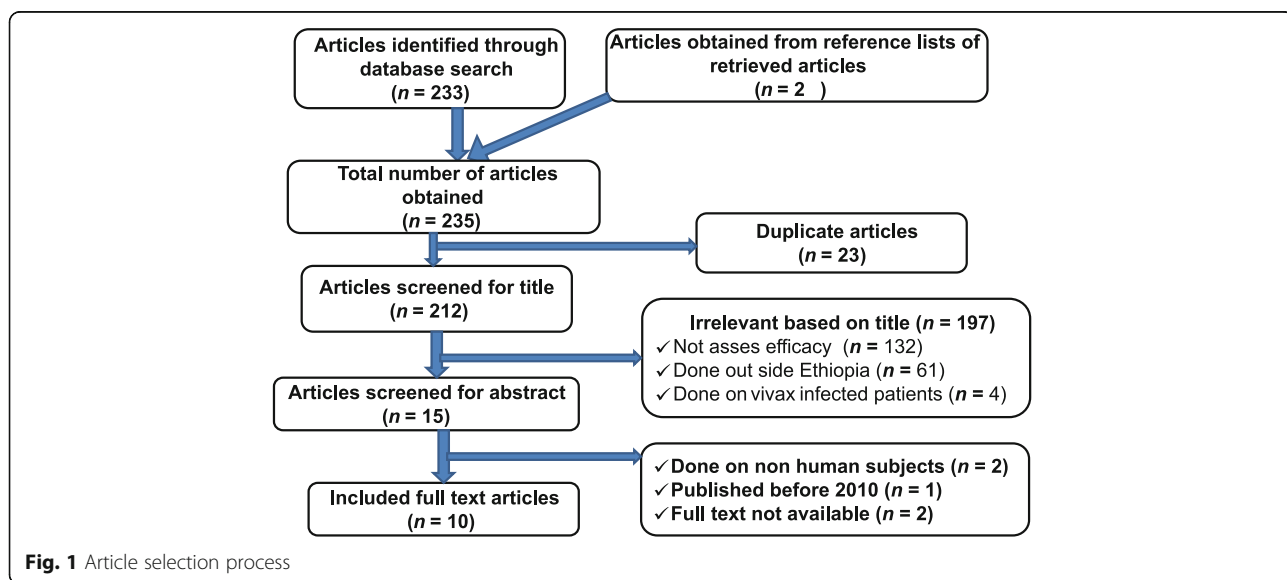 Articles identified through
database search
(n = 233)
Articles obtained from reference lists of
retrieved articles
(n = 2 )
Total number of articles
obtained
(n = 235)
Duplicate articles
(n = 23)
Articles screened for title
(n = 212)
Irrelevant based on title (n = 197)
✓Not asses efficacy (n = 132)
✓Done out side Ethiopia (n = 61)
✓Done on vivax infected patients (n = 4)
Articles screened for abstract
(n = 15)
✓Done on non human subjects (n = 2)
✓Published before 2010 (n = 1)
✓Full text not available (n = 2)
Included full text articles
(n = 10)
Fig. 1 Article selection process